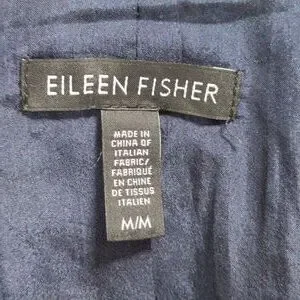 EILEEN FISHER
MADE IN
CHINA OF
ITALIAN
FABRIC/
FABRIQUÉ
EN CHINE
DE TISSUS
ITALIEN
M/M